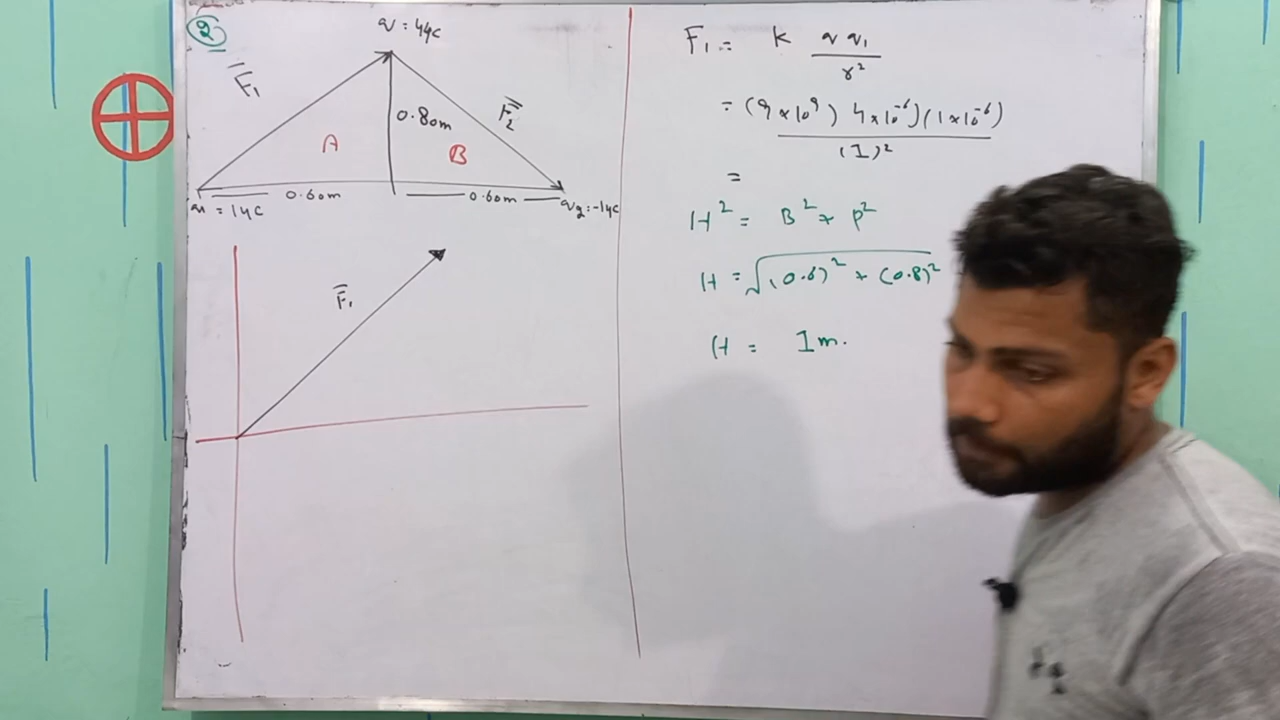 2
q = 4μc
F₁
0.80m
F₂
A
B
0.60m
0.60m
q₁ = 1μc
q₂ = -1μc
F₁
F₁ = k q q₁ / r²
= (9 x 10⁹) 4 x 10⁻⁶)(1 x 10⁻⁶) / (1)²
=
H² = B² + P²
H = √(0.6)² + (0.8)²
H = 1m.